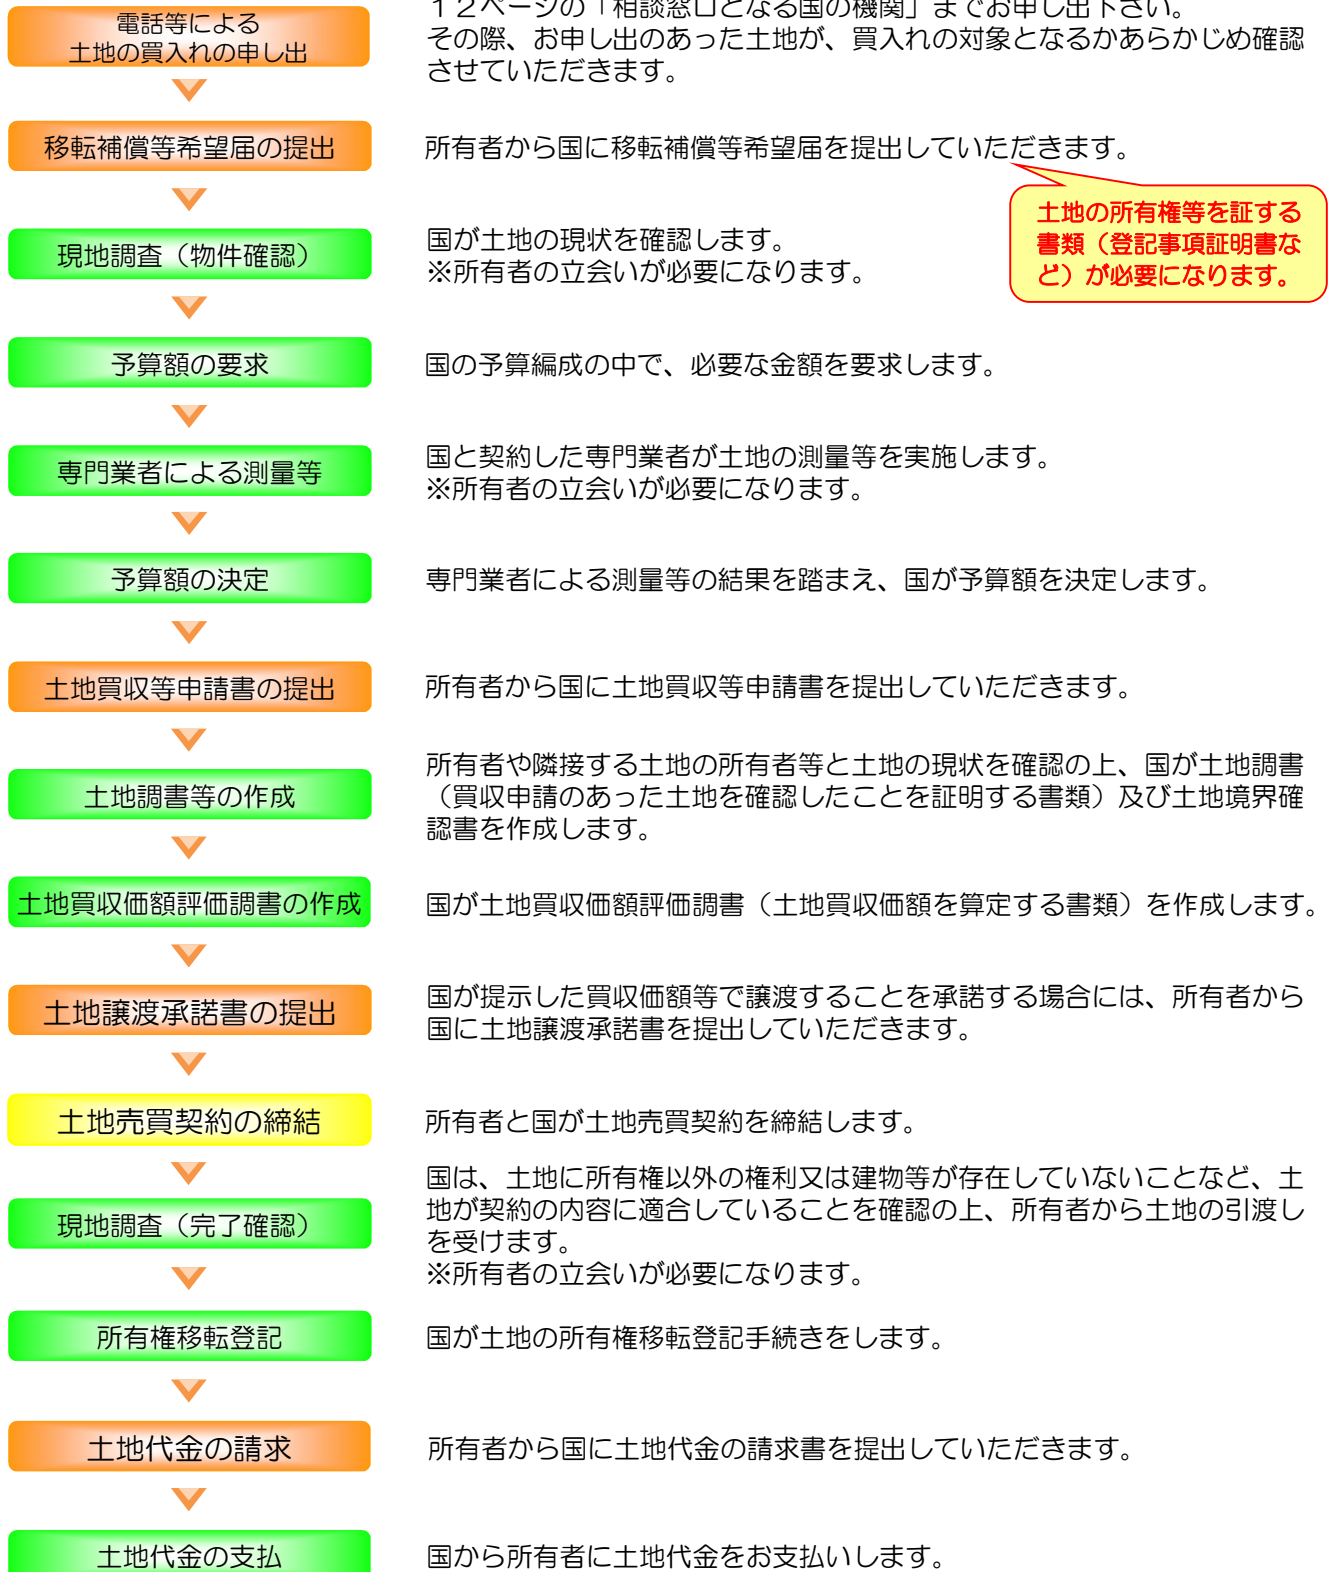 １２ページの「相談窓口となる国の機関」までお申し出下さい。
電話等による
土地の買入れの申し出
その際、お申し出のあった土地が、買入れの対象となるかあらかじめ確認
させていただきます。
移転補償等希望届の提出
所有者から国に移転補償等希望届を提出していただきます。
土地の所有権等を証する
書類（登記事項証明書な
ど）が必要になります。
現地調査（物件確認）
国が土地の現状を確認します。
※所有者の立会いが必要になります。
予算額の要求
国の予算編成の中で、必要な金額を要求します。
専門業者による測量等
国と契約した専門業者が土地の測量等を実施します。
※所有者の立会いが必要になります。
予算額の決定
専門業者による測量等の結果を踏まえ、国が予算額を決定します。
土地買収等申請書の提出
所有者から国に土地買収等申請書を提出していただきます。
土地調書等の作成
所有者や隣接する土地の所有者等と土地の現状を確認の上、国が土地調書
（買収申請のあった土地を確認したことを証明する書類）及び土地境界確
認書を作成します。
土地買収価額評価調書の作成
国が土地買収価額評価調書（土地買収価額を算定する書類）を作成します。
土地譲渡承諾書の提出
国が提示した買収価額等で譲渡することを承諾する場合には、所有者から
国に土地譲渡承諾書を提出していただきます。
土地売買契約の締結
所有者と国が土地売買契約を締結します。
現地調査（完了確認）
国は、土地に所有権以外の権利又は建物等が存在していないことなど、土
地が契約の内容に適合していることを確認の上、所有者から土地の引渡し
を受けます。
※所有者の立会いが必要になります。
所有権移転登記
国が土地の所有権移転登記手続きをします。
土地代金の請求
所有者から国に土地代金の請求書を提出していただきます。
土地代金の支払
国から所有者に土地代金をお支払いします。